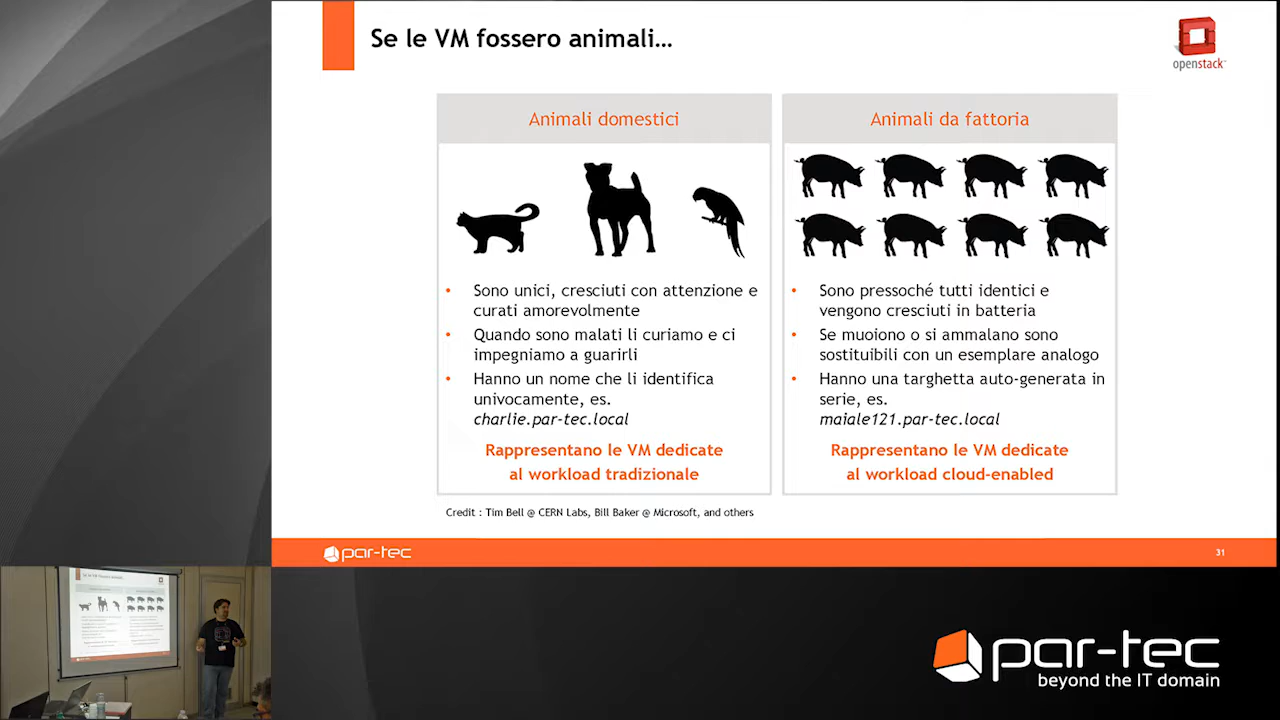 Se le VM fossero animali...
openstack
Animali domestici
• Sono unici, cresciuti con attenzione e
curati amorevolmente
• Quando sono malati li curiamo e ci
impegniamo a guarirli
• Hanno un nome che li identifica
univocamente, es.
charlie.par-tec.local
Rappresentano le VM dedicate
al workload tradizionale
Animali da fattoria
• Sono pressoché tutti identici e
vengono cresciuti in batteria
• Se muoiono o si ammalano sono
sostituibili con un esemplare analogo
• Hanno una targhetta auto-generata in
serie, es.
maiale121.par-tec.local
Rappresentano le VM dedicate
al workload cloud-enabled
Credit : Tim Bell @ CERN Labs, Bill Baker @ Microsoft, and others
par-tec
31
Se le VM fossero animali...
par-tec
beyond the IT domain